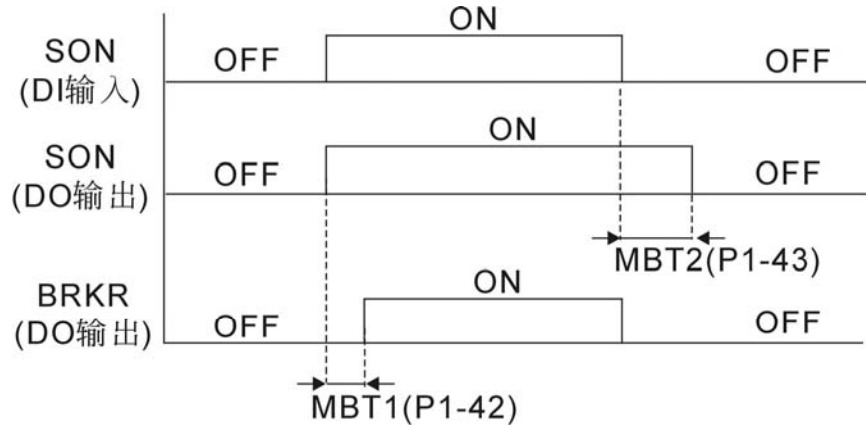 ON
SON OFF OFF
(DI输入)
ON
SON OFF OFF
(DO输出)
MBT2(P1-43)
BRKR ON
(DO输出) OFF OFF
MBT1(P1-42)